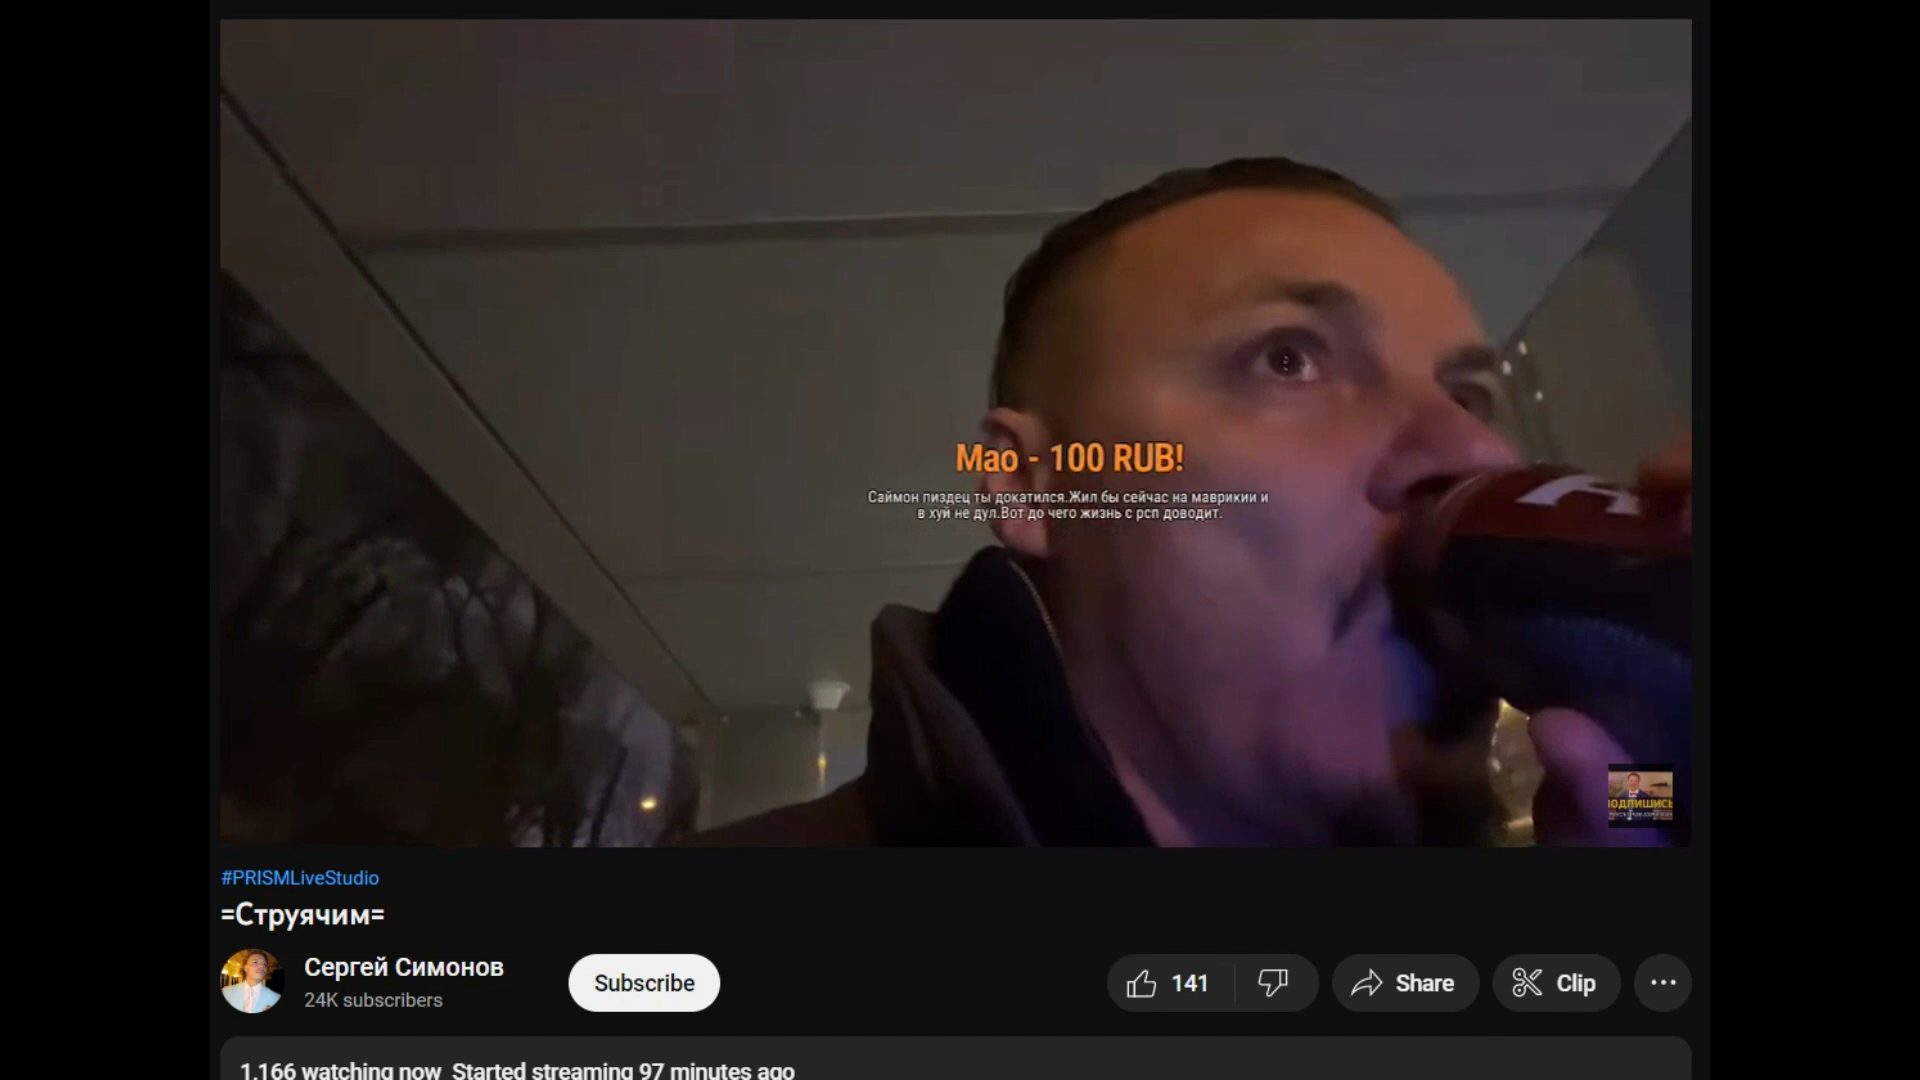 Мао - 100 RUB!
Саймон пиздец ты докатился.Жил бы сейчас на маврикии и
в хуй не дул.Вот до чего жизнь с рсп доводит.
ПОДПИШИСЬ
#PRISMLiveStudio
=Струячим=
Сергей Симонов
24K subscribers
Subscribe
141
Share
Clip
1,166 watching now Started streaming 97 minutes ago